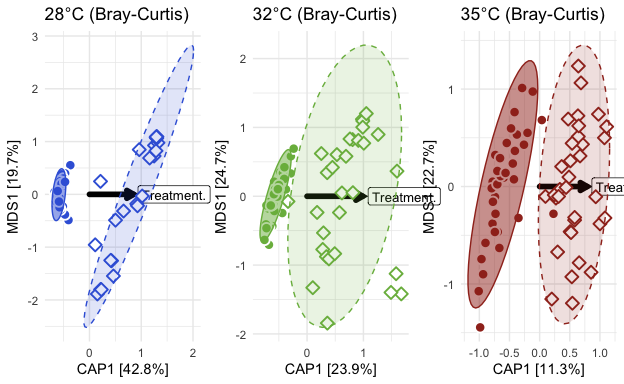 28°C (Bray-Curtis)
32°C (Bray-Curtis)
35°C (Bray-Curtis)
MDS1 [19.7%]
3
2
1
0
-1
-2
Treatment.
0
1
2
CAP1 [42.8%]
MDS1 [24.7%]
2
1
0
-1
-2
Treatment.
0
1
CAP1 [23.9%]
MDS1 [22.7%]
1
0
-1
Treat
-1.0
-0.5
0.0
0.5
1.0
CAP1 [11.3%]